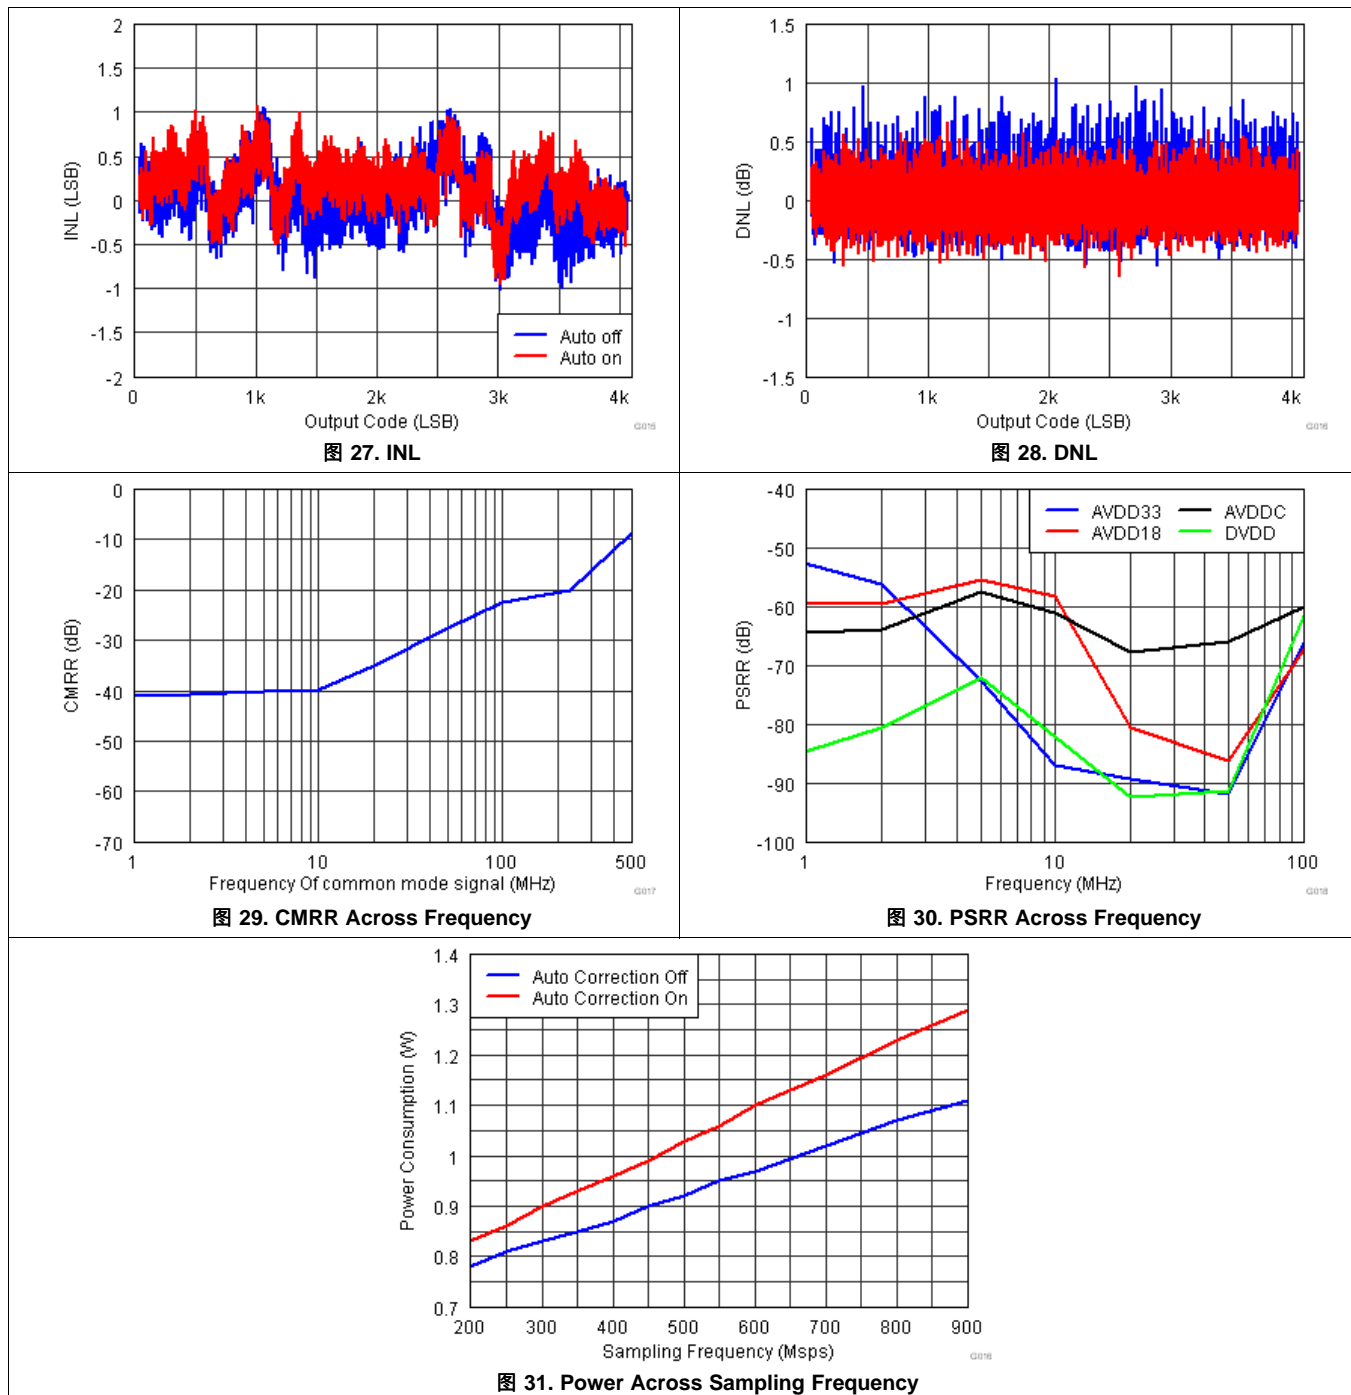 2
1.5
1
0.5
0
-0.5
-1
-1.5
-2
INL (LSB)
Auto off
Auto on
0 1k 2k 3k 4k
Output Code (LSB)
G015
图 27. INL
1.5
1
0.5
0
-0.5
-1
-1.5
DNL (dB)
0 1k 2k 3k 4k
Output Code (LSB)
G016
图 28. DNL
0
-10
-20
-30
-40
-50
-60
-70
CMRR (dB)
1 10 100 500
Frequency Of common mode signal (MHz)
G017
图 29. CMRR Across Frequency
-40
-50
-60
-70
-80
-90
-100
PSRR (dB)
AVDD33 AVDDC
AVDD18 DVDD
1 10 100
Frequency (MHz)
G018
图 30. PSRR Across Frequency
1.4
1.3
1.2
1.1
1
0.9
0.8
0.7
Power Consumption (W)
Auto Correction Off
Auto Correction On
200 300 400 500 600 700 800 900
Sampling Frequency (Msps)
G016
图 31. Power Across Sampling Frequency